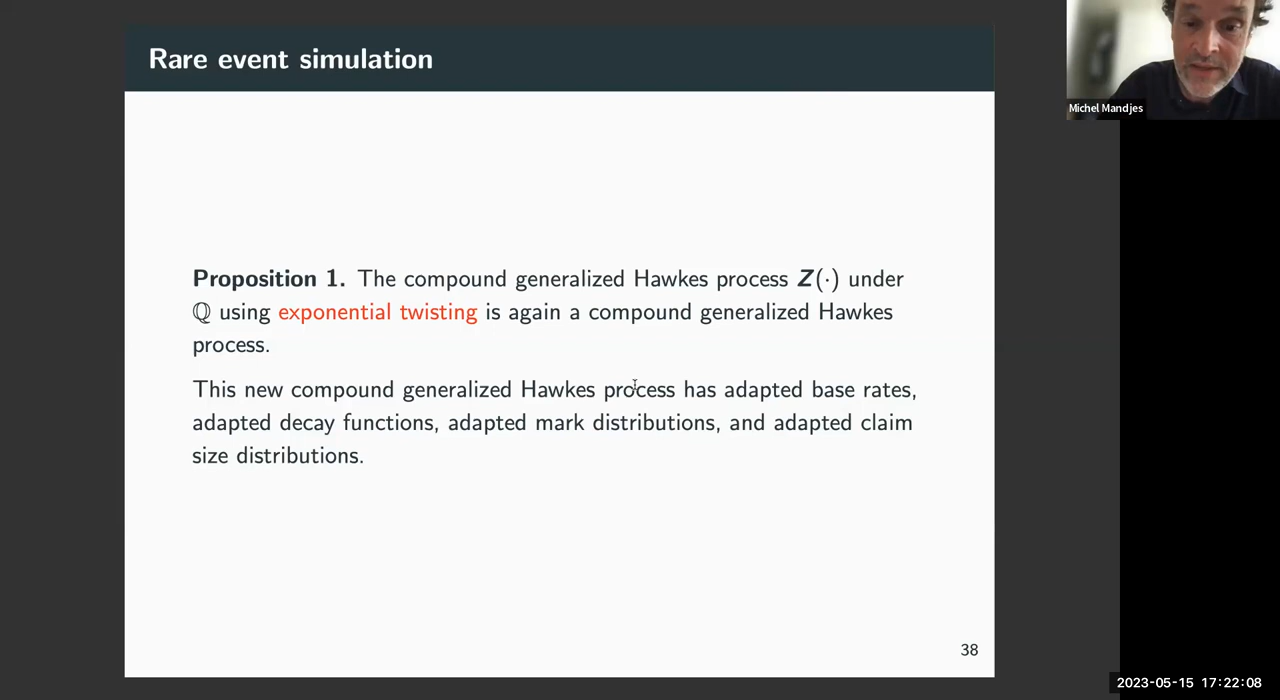 Rare event simulation
Michel Mandjes
Proposition 1. The compound generalized Hawkes process Z(·) under
ℚ using exponential twisting is again a compound generalized Hawkes
process.
This new compound generalized Hawkes process has adapted base rates,
adapted decay functions, adapted mark distributions, and adapted claim
size distributions.
38
2023-05-15 17:22:08